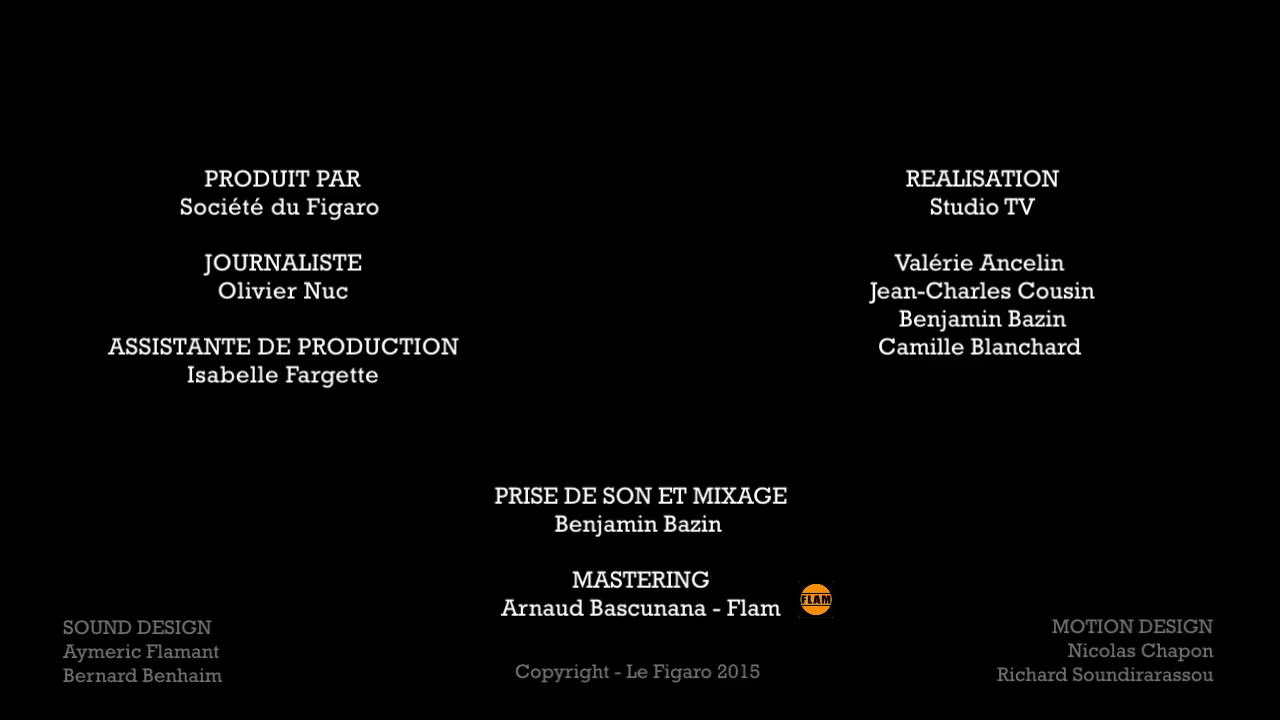 PRODUIT PAR
Société du Figaro
JOURNALISTE
Olivier Nuc
ASSISTANTE DE PRODUCTION
Isabelle Fargette
REALISATION
Studio TV
Valérie Ancelin
Jean-Charles Cousin
Benjamin Bazin
Camille Blanchard
PRISE DE SON ET MIXAGE
Benjamin Bazin
MASTERING
Arnaud Bascunana - Flam
FLAM
SOUND DESIGN
Aymeric Flamant
Bernard Benhaim
Copyright - Le Figaro 2015
MOTION DESIGN
Nicolas Chapon
Richard Soundirarassou